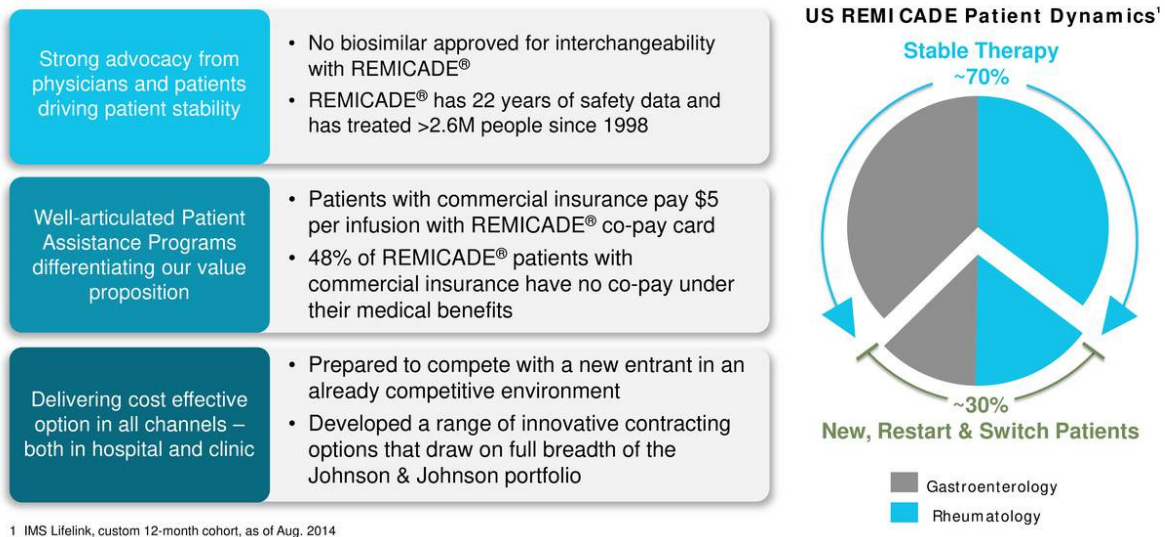 Strong advocacy from
physicians and patients
driving patient stability
• No biosimilar approved for interchangeability
with REMICADE®
• REMICADE® has 22 years of safety data and
has treated >2.6M people since 1998
Well-articulated Patient
Assistance Programs
differentiating our value
proposition
• Patients with commercial insurance pay $5
per infusion with REMICADE® co-pay card
• 48% of REMICADE® patients with
commercial insurance have no co-pay under
their medical benefits
Delivering cost effective
option in all channels –
both in hospital and clinic
• Prepared to compete with a new entrant in an
already competitive environment
• Developed a range of innovative contracting
options that draw on full breadth of the
Johnson & Johnson portfolio
1 IMS Lifelink, custom 12-month cohort, as of Aug. 2014
US REMICADE Patient Dynamics¹
Stable Therapy
~70%
~30%
New, Restart & Switch Patients
Gastroenterology
Rheumatology